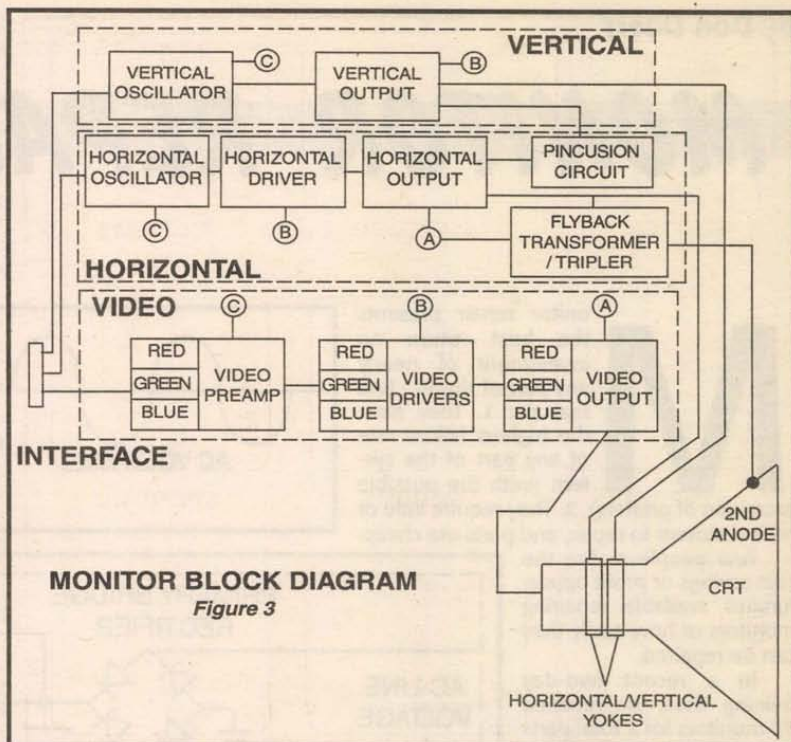 VERTICAL
VERTICAL
OSCILLATOR
C
VERTICAL
OUTPUT
B
HORIZONTAL
OSCILLATOR
HORIZONTAL
DRIVER
HORIZONTAL
OUTPUT
PINCUSION
CIRCUIT
C
B
A
FLYBACK
TRANSFORMER
/ TRIPLER
HORIZONTAL
VIDEO
C
B
A
RED
GREEN
BLUE
VIDEO
PREAMP
RED
GREEN
BLUE
VIDEO
DRIVERS
RED
GREEN
BLUE
VIDEO
OUTPUT
INTERFACE
2ND
ANODE
CRT
MONITOR BLOCK DIAGRAM
Figure 3
HORIZONTAL/VERTICAL
YOKES